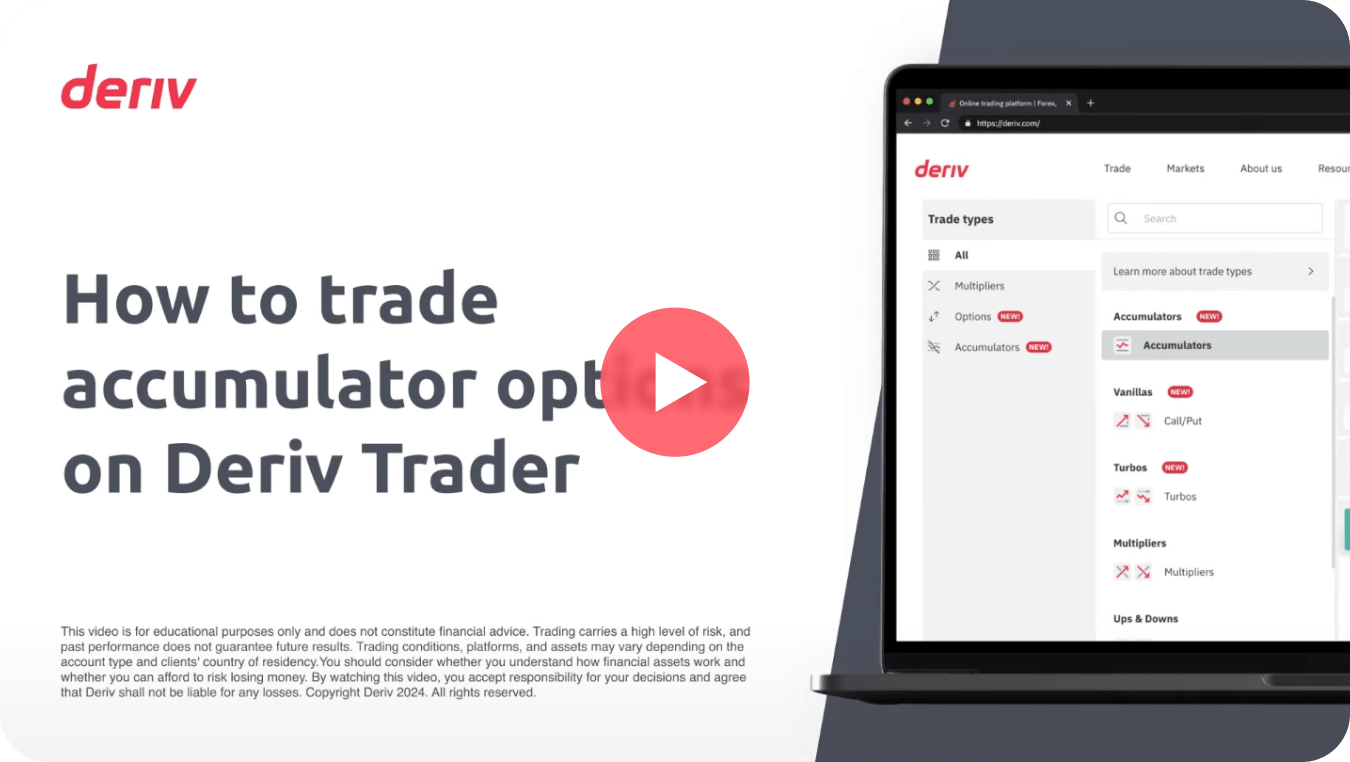 deriv
How to trade
accumulator options
on Deriv Trader
This video is for educational purposes only and does not constitute financial advice. Trading carries a high level of risk, and
past performance does not guarantee future results. Trading conditions, platforms, and assets may vary depending on the
account type and clients' country of residency.You should consider whether you understand how financial assets work and
whether you can afford to risk losing money. By watching this video, you accept responsibility for your decisions and agree
that Deriv shall not be liable for any losses. Copyright Deriv 2024. All rights reserved.
Online trading platform | Forex,
https://deriv.com/
deriv
Trade Markets About us Resour
Trade types
All
Multipliers
Options NEW!
Accumulators NEW!
Search
Learn more about trade types
Accumulators NEW!
Accumulators
Vanillas NEW!
Call/Put
Turbos NEW!
Turbos
Multipliers
Multipliers
Ups & Downs